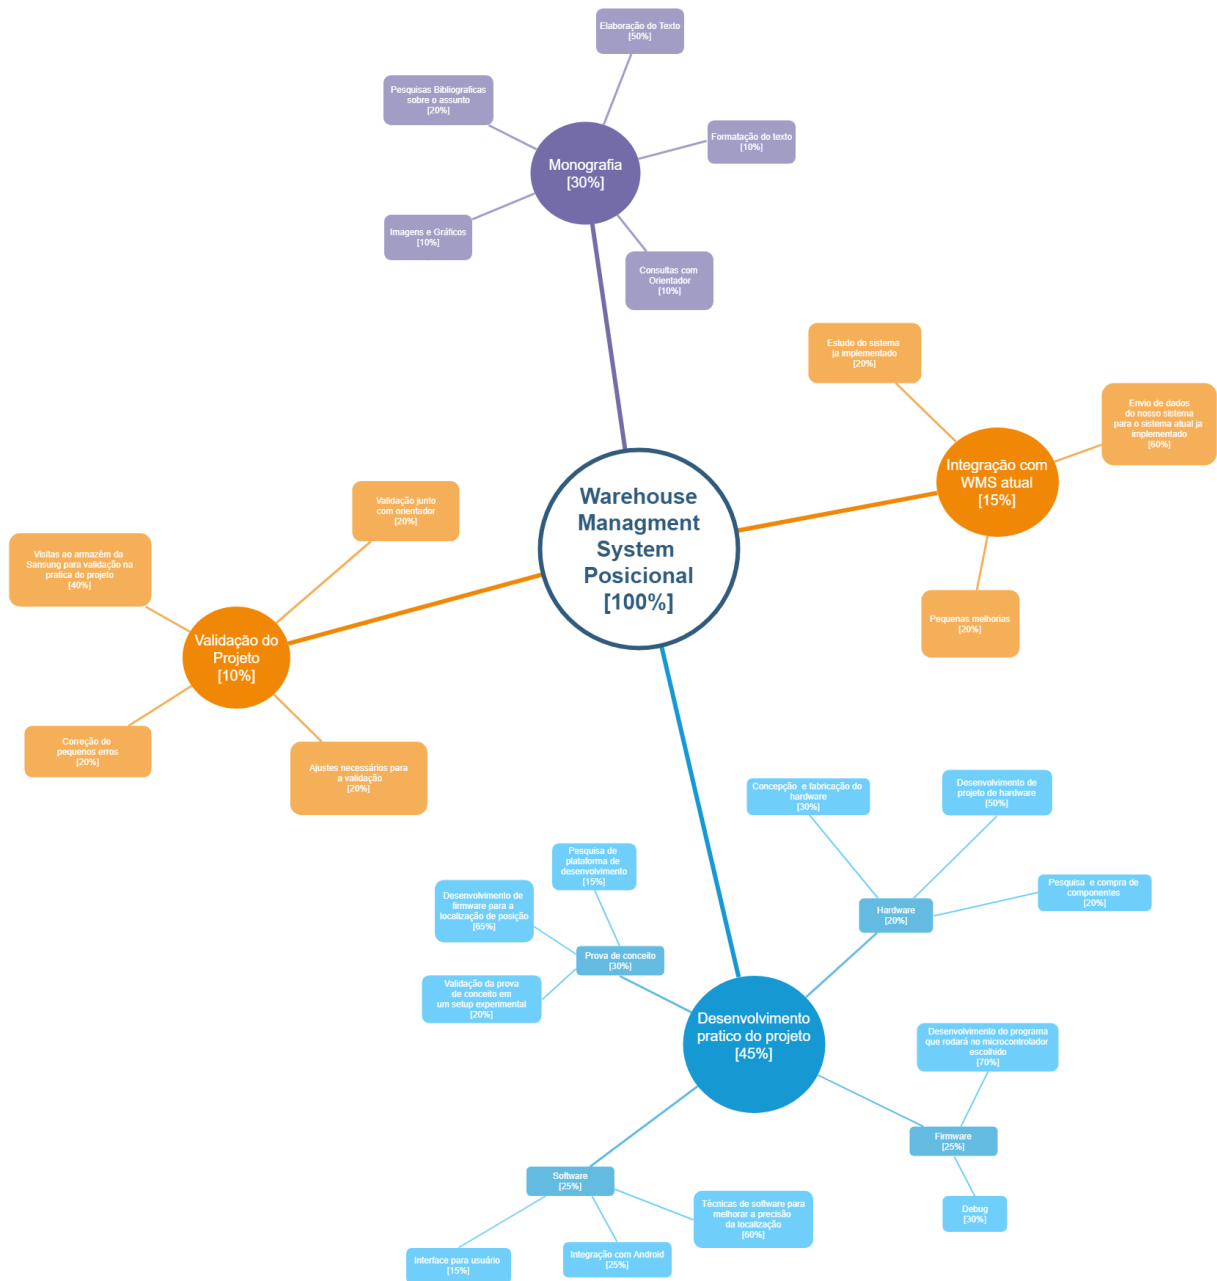 Elaboração do Texto
[50%]
Pesquisas Bibliograficas
sobre o assunto
[20%]
Formatação do texto
[10%]
Monografia
[30%]
Imagens e Gráficos
[10%]
Consultas com
Orientador
[10%]
Estudo do sistema
ja implementado
[20%]
Envio de dados
do nosso sistema
para o sistema atual ja
implementado
[60%]
Integração com
WMS atual
[15%]
Pequenas melhorias
[20%]
Warehouse
Managment
System
Posicional
[100%]
Validação junto
com orientador
[20%]
Visitas ao armazém da
Sansung para validação na
pratica do projeto
[40%]
Validação do
Projeto
[10%]
Correção de
pequenos erros
[20%]
Ajustes necessários para
a validação
[20%]
Concepção e fabricação do
hardware
[30%]
Desenvolvimento de
projeto de hardware
[50%]
Pesquisa e compra de
componentes
[20%]
Hardware
[20%]
Pesquisa de
plataforma de
desenvolvimento
[15%]
Desenvolvimento de
firmware para a
localização de posição
[65%]
Prova de conceito
[30%]
Validação da prova
de conceito em
um setup experimental
[20%]
Desenvolvimento
pratico do projeto
[45%]
Desenvolvimento do programa
que rodará no microcontrolador
escolhido
[70%]
Firmware
[25%]
Debug
[30%]
Software
[25%]
Técnicas de software para
melhorar a precisão
da localização
[60%]
Integração com Android
[25%]
Interface para usuário
[15%]